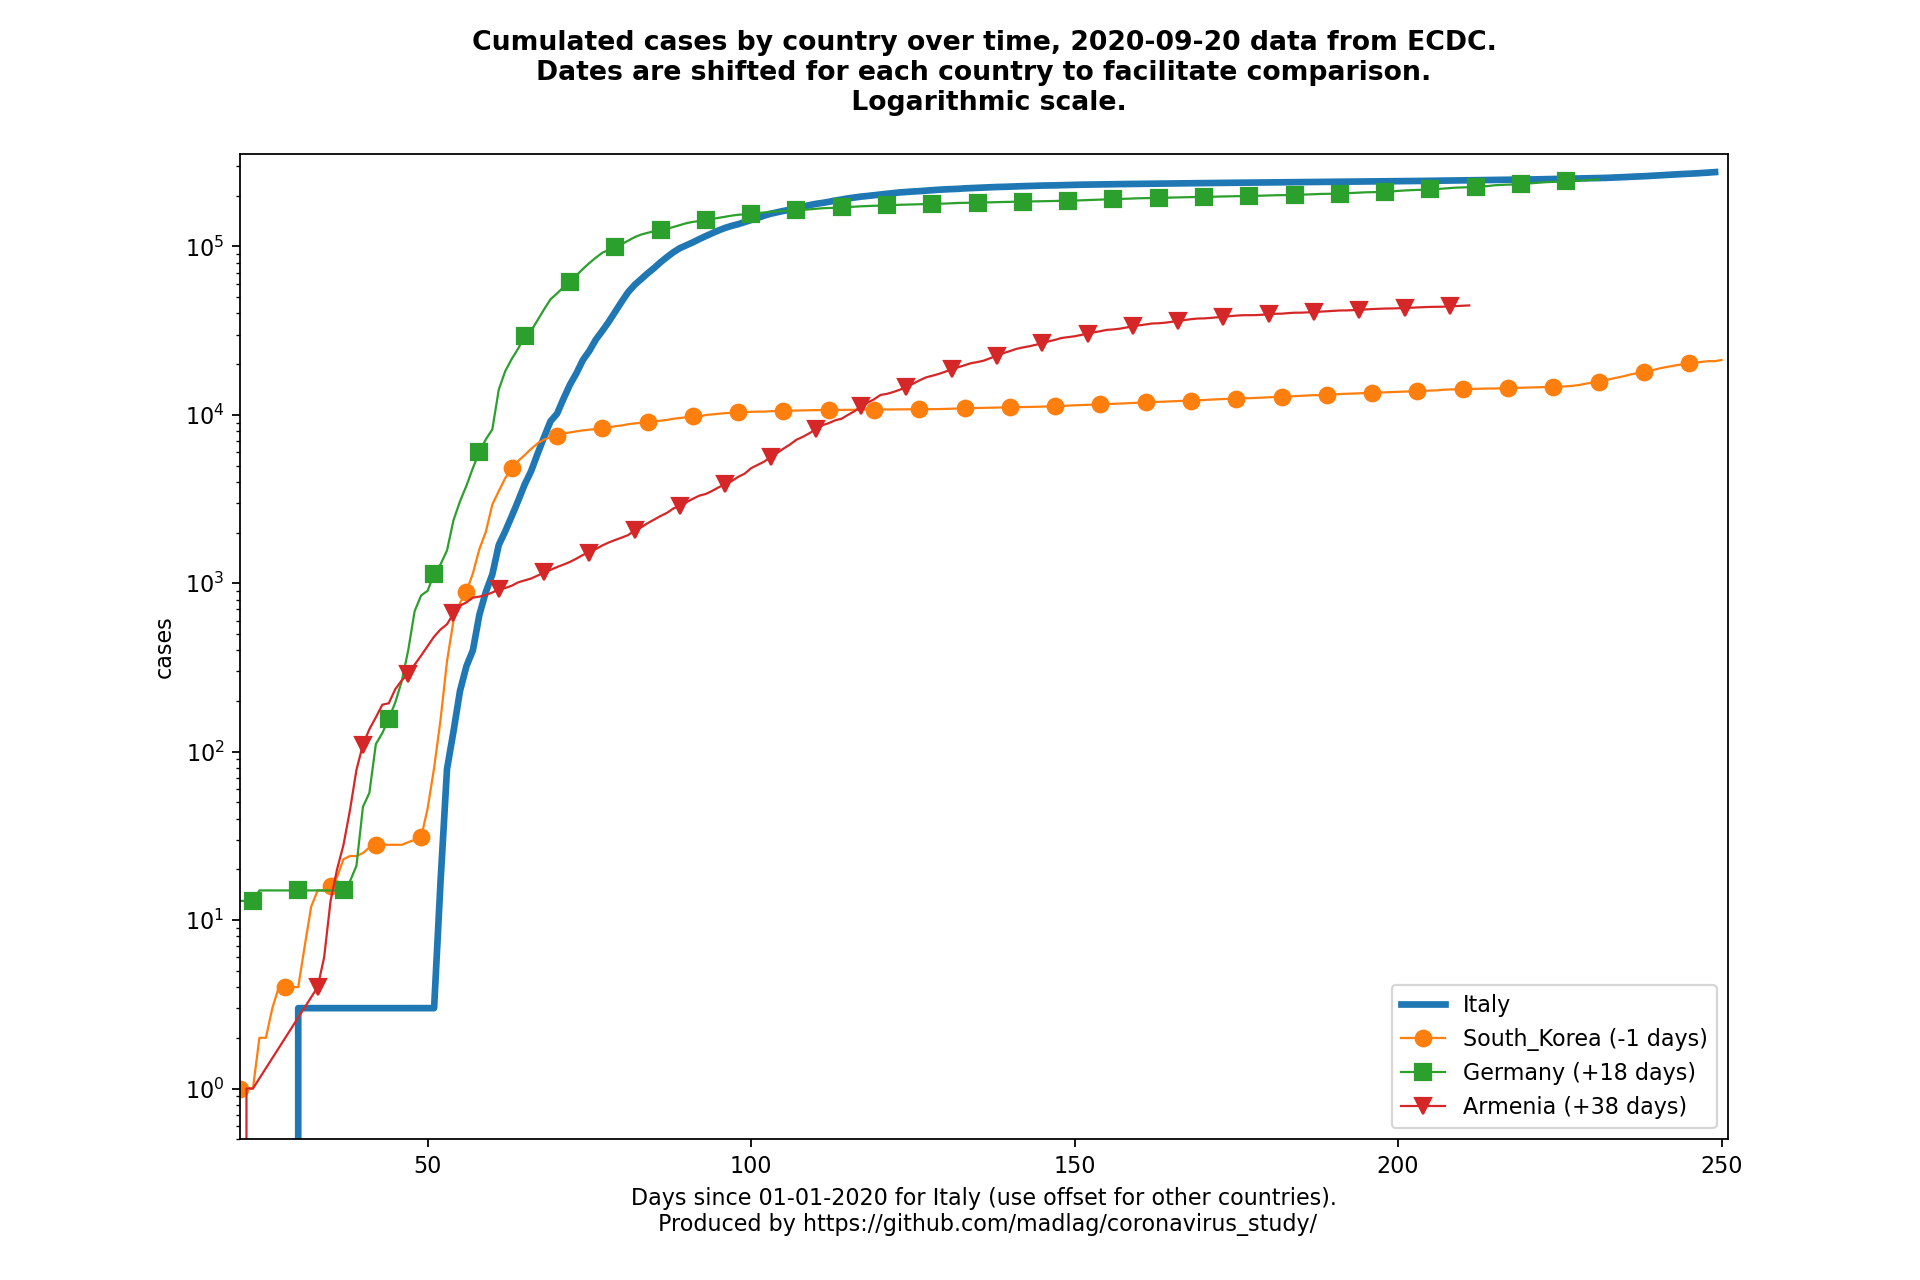 Cumulated cases by country over time, 2020-09-20 data from ECDC.
Dates are shifted for each country to facilitate comparison.
Logarithmic scale.
cases
10^5
10^4
10^3
10^2
10^1
10^0
Italy
South_Korea (-1 days)
Germany (+18 days)
Armenia (+38 days)
50
100
150
200
250
Days since 01-01-2020 for Italy (use offset for other countries).
Produced by https://github.com/madlag/coronavirus_study/